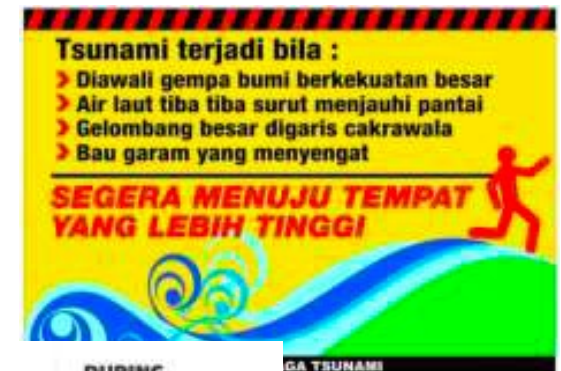 Tsunami terjadi bila :
Diawali gempa bumi berkekuatan besar
Air laut tiba tiba surut menjauhi pantai
Gelombang besar digaris cakrawala
Bau garam yang menyengat
SEGERA MENUJU TEMPAT
YANG LEBIH TINGGI
TSUNAMI